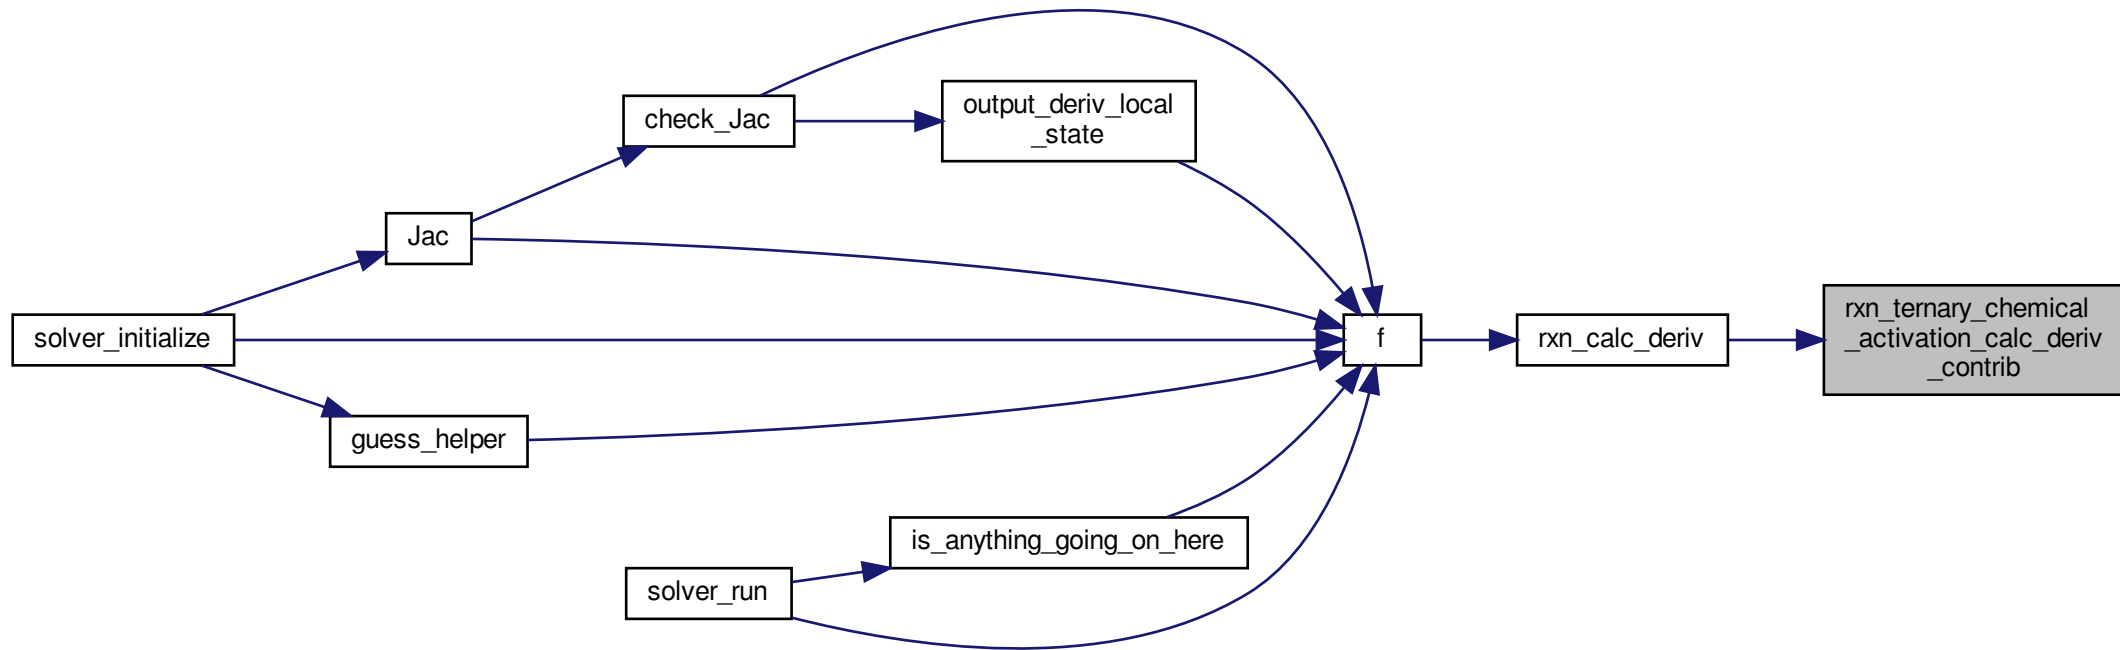 check_Jac
output_deriv_local
_state
Jac
solver_initialize
guess_helper
f
rxn_calc_deriv
rxn_ternary_chemical
_activation_calc_deriv
_contrib
is_anything_going_on_here
solver_run